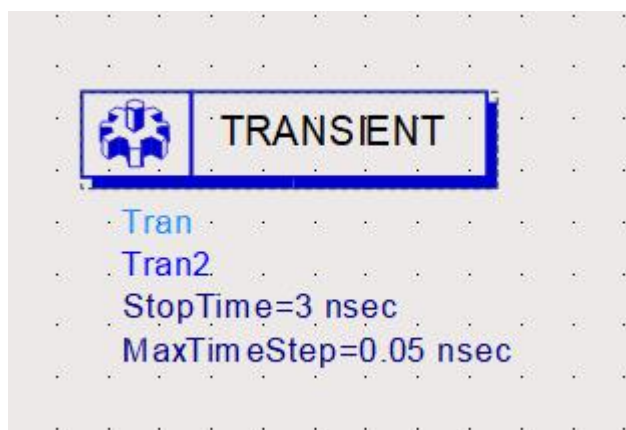 TRANSIENT
Tran
Tran2
StopTime=3 nsec
MaxTimeStep=0.05 nsec